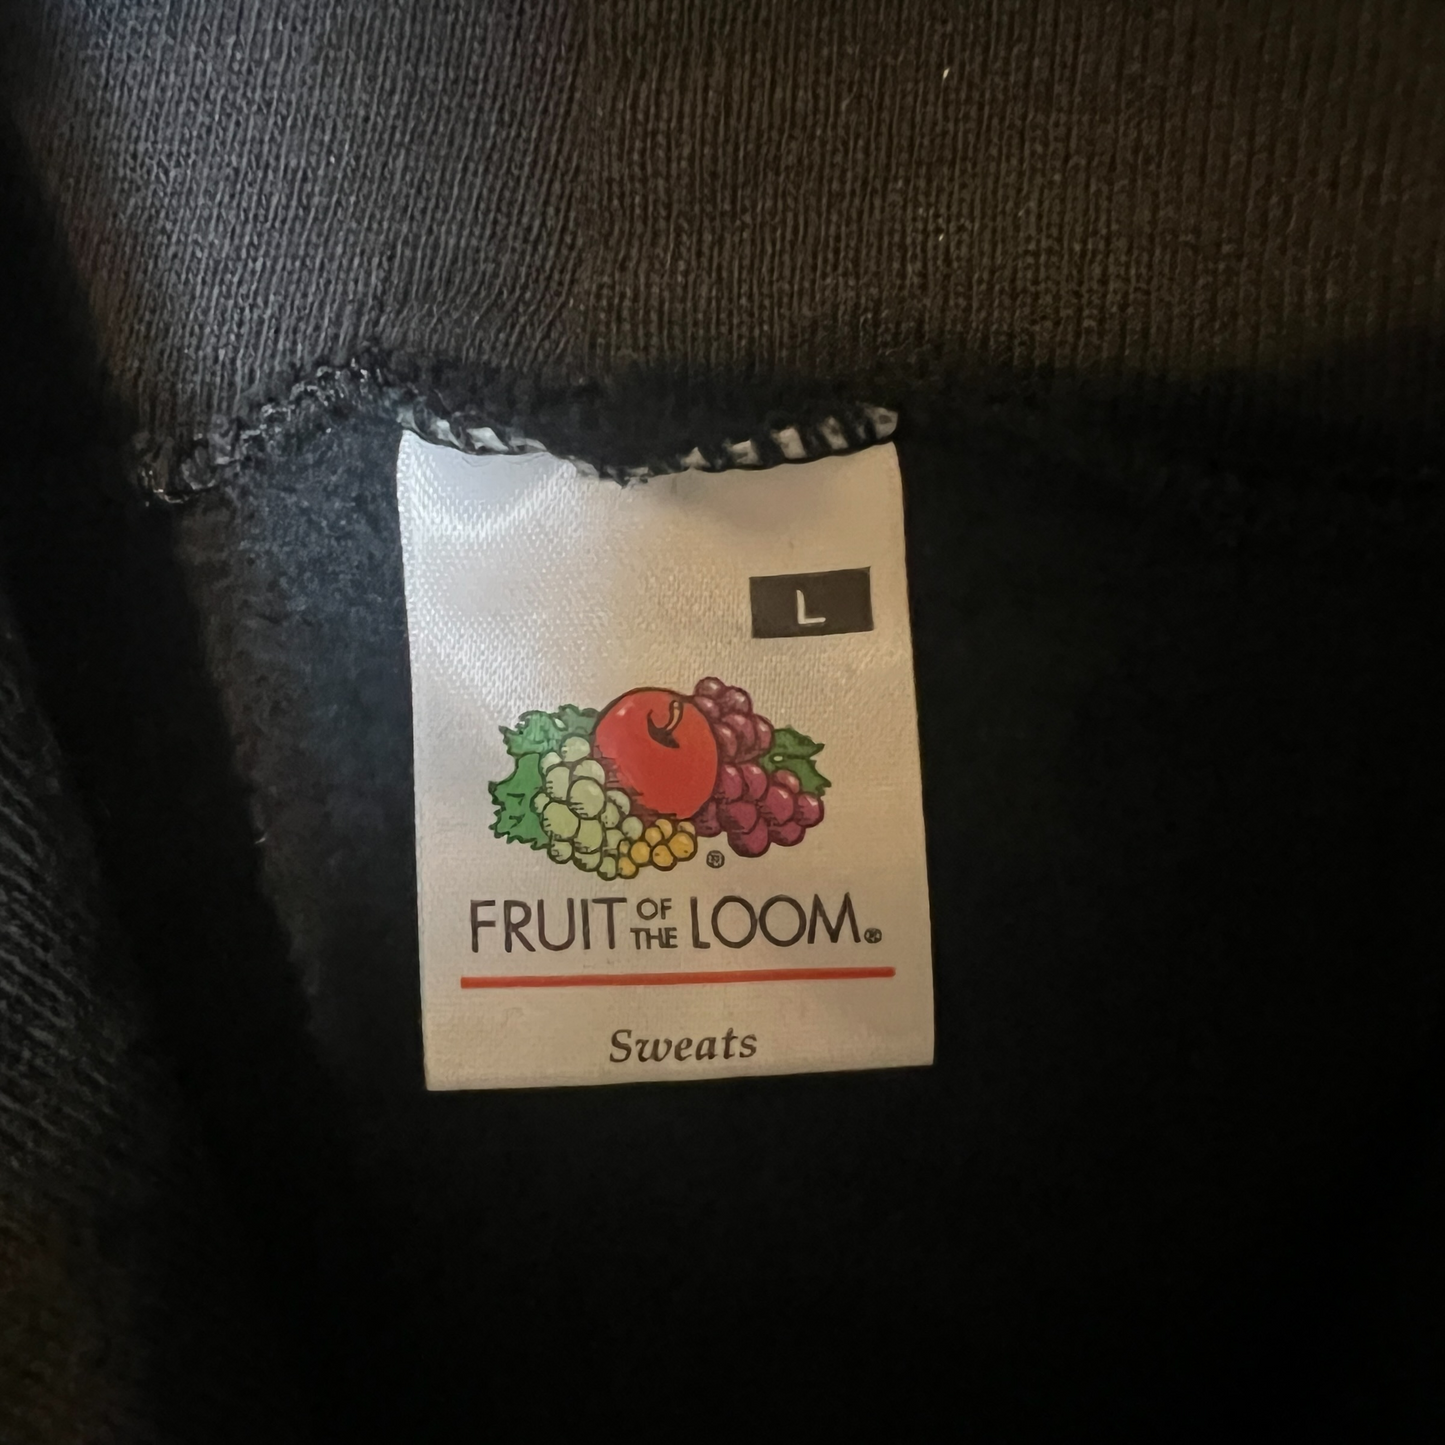 L
®
FRUIT OF THE LOOM®
Sweats